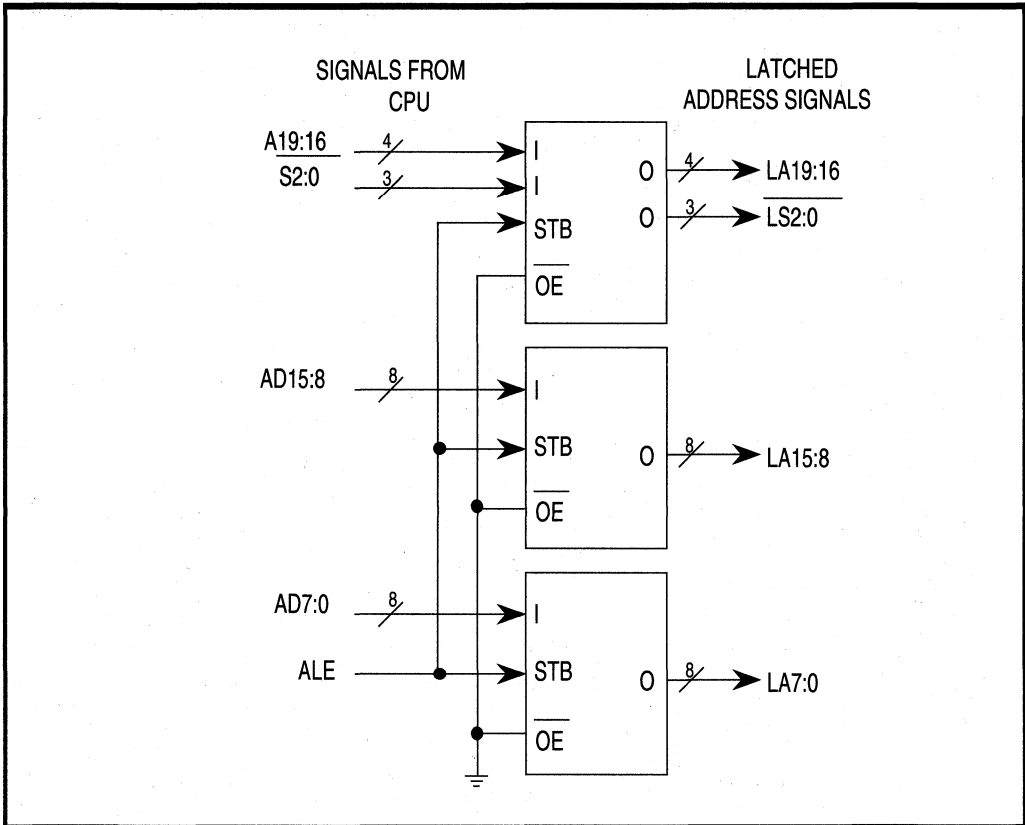 SIGNALS FROM
CPU
LATCHED
ADDRESS SIGNALS
A19:16
4
I
O
4
LA19:16
S2:0
3
I
O
3
LS2:0
STB
OE
AD15:8
8
I
STB
O
8
LA15:8
OE
AD7:0
8
I
ALE
STB
O
8
LA7:0
OE